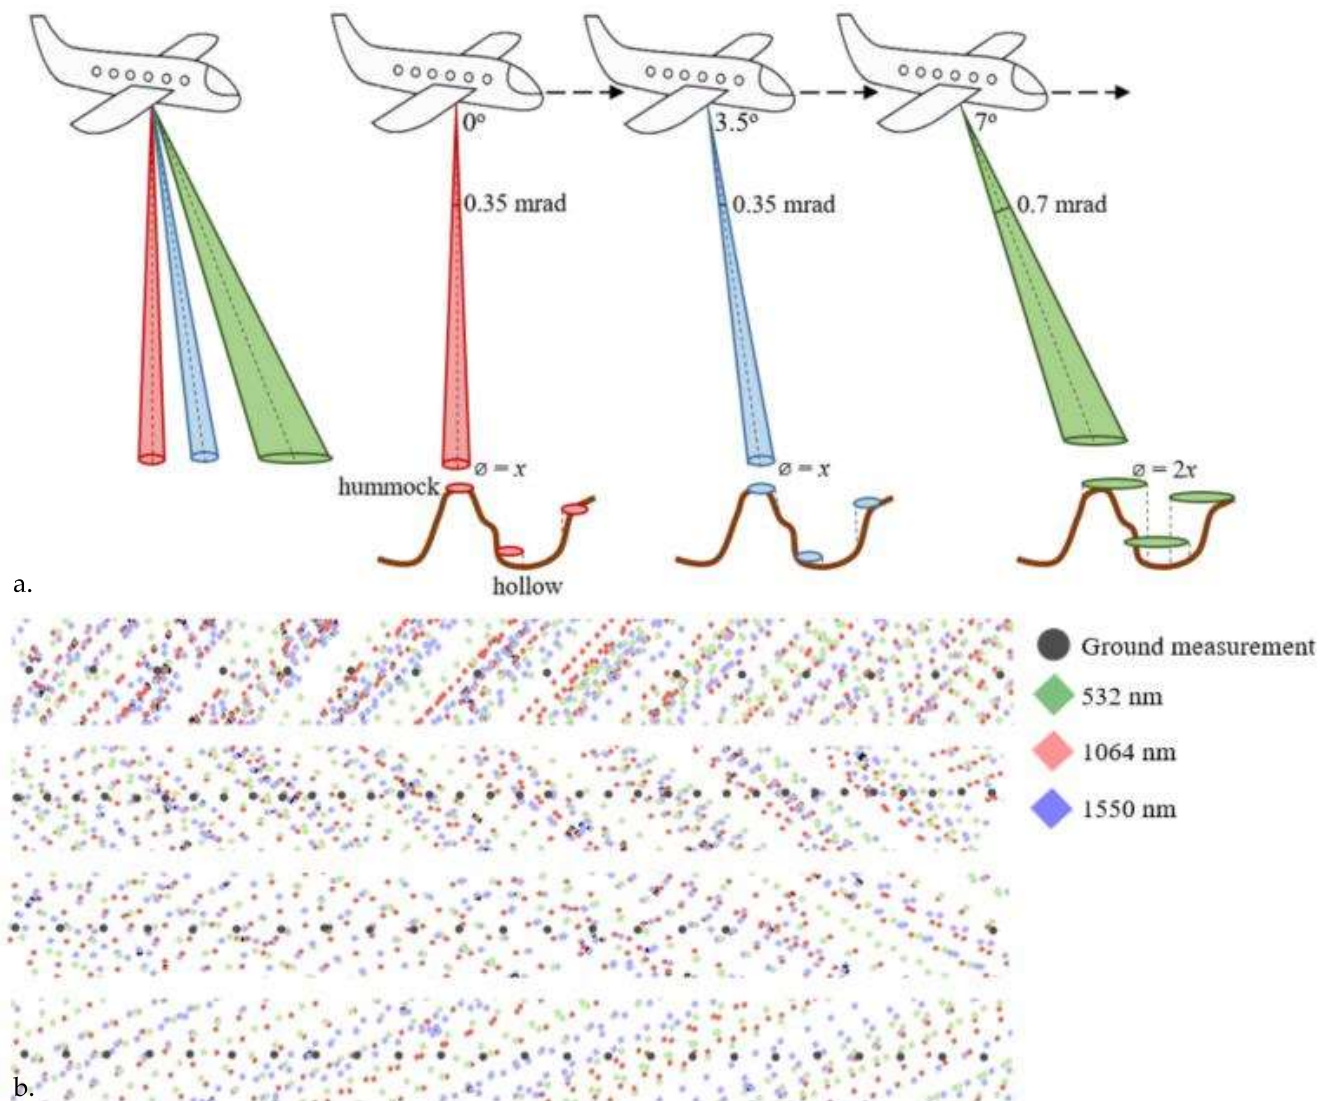 0°
3.5°
7°
0.35 mrad
0.35 mrad
0.7 mrad
⌀ = x
⌀ = x
⌀ = 2x
hummock
hollow
a.
Ground measurement
532 nm
1064 nm
1550 nm
b.